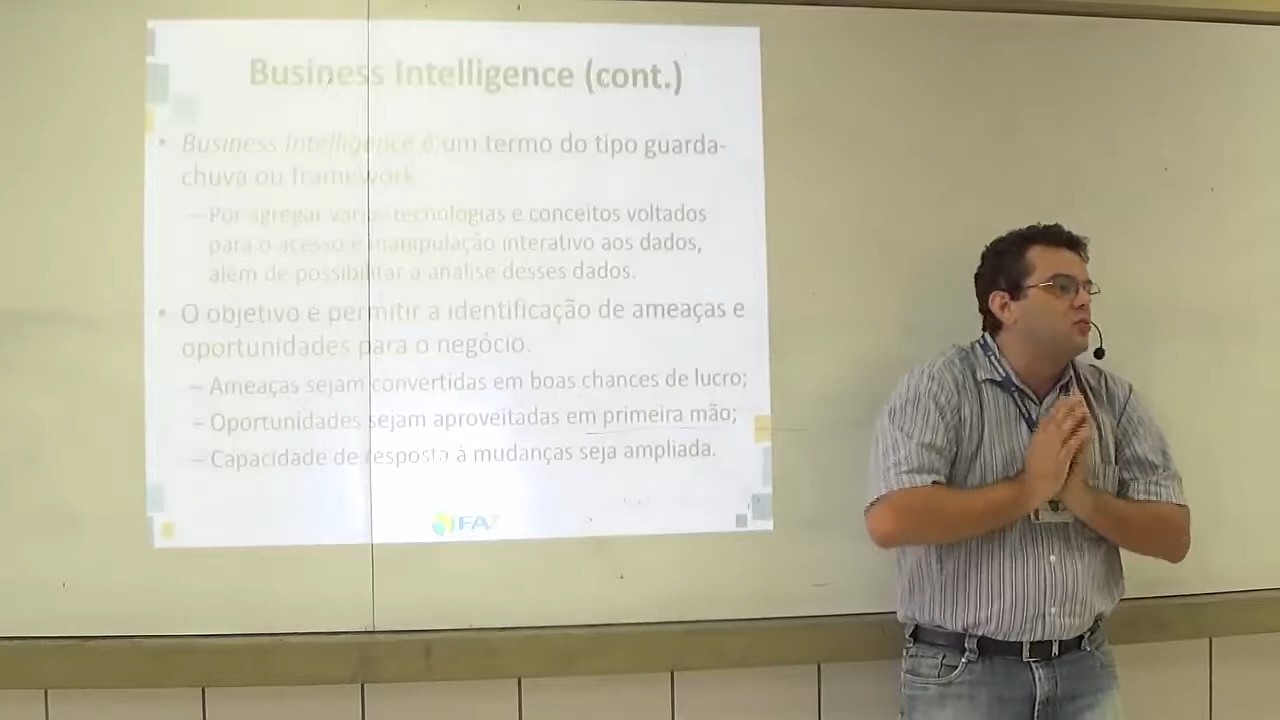 Business Intelligence (cont.)
• Business Intelligence é um termo do tipo guarda-
chuva ou framework
– Por agregar várias tecnologias e conceitos voltados
para o acesso e manipulação interativo aos dados,
além de possibilitar a análise desses dados.
• O objetivo é permitir a identificação de ameaças e
oportunidades para o negócio.
– Ameaças sejam convertidas em boas chances de lucro;
– Oportunidades sejam aproveitadas em primeira mão;
– Capacidade de resposta à mudanças seja ampliada.
FA7